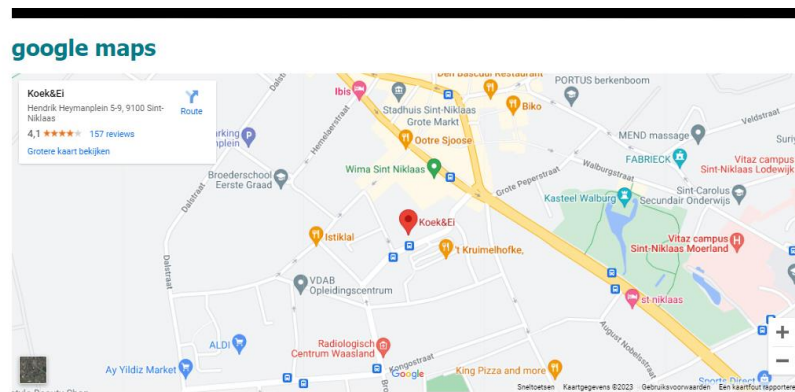 google maps
Koek&Ei
Hendrik Heymanplein 5-9, 9100 Sint-
Niklaas
4,1
157 reviews
Grotere kaart bekijken
Route
Ibis
Den Bascuul Restaurant
PORTUS berkenboom
Stadhuis Sint-Niklaas
Grote Markt
Biko
Veldstraat
Hemelaerstraat
Ootre Sjoose
MEND massage
FABRIECK
Vitaz campus
Sint-Niklaas Lodewijk
Wima Sint Niklaas
Walburgstraat
Broederschool
Eerste Graad
Grote Peperstraat
Dalstraat
Kasteel Walburg
Sint-Carolus
Secundair Onderwijs
Koek&Ei
Istiklal
't Kruimelhofke,
Vitaz campus
Sint-Niklaas Moerland
Dalstraat
VDAB
Opleidingscentrum
st-niklaas
August Nobelsstraat
ALDI
Radiologisch
Centrum Waasland
Kongostraat
Ay Yildiz Market
Google
King Pizza and more
Sports Direct
Sneltoetsen
Kaartgegevens ©2023
Gebruiksvoorwaarden
Een kaartfout rapporteren